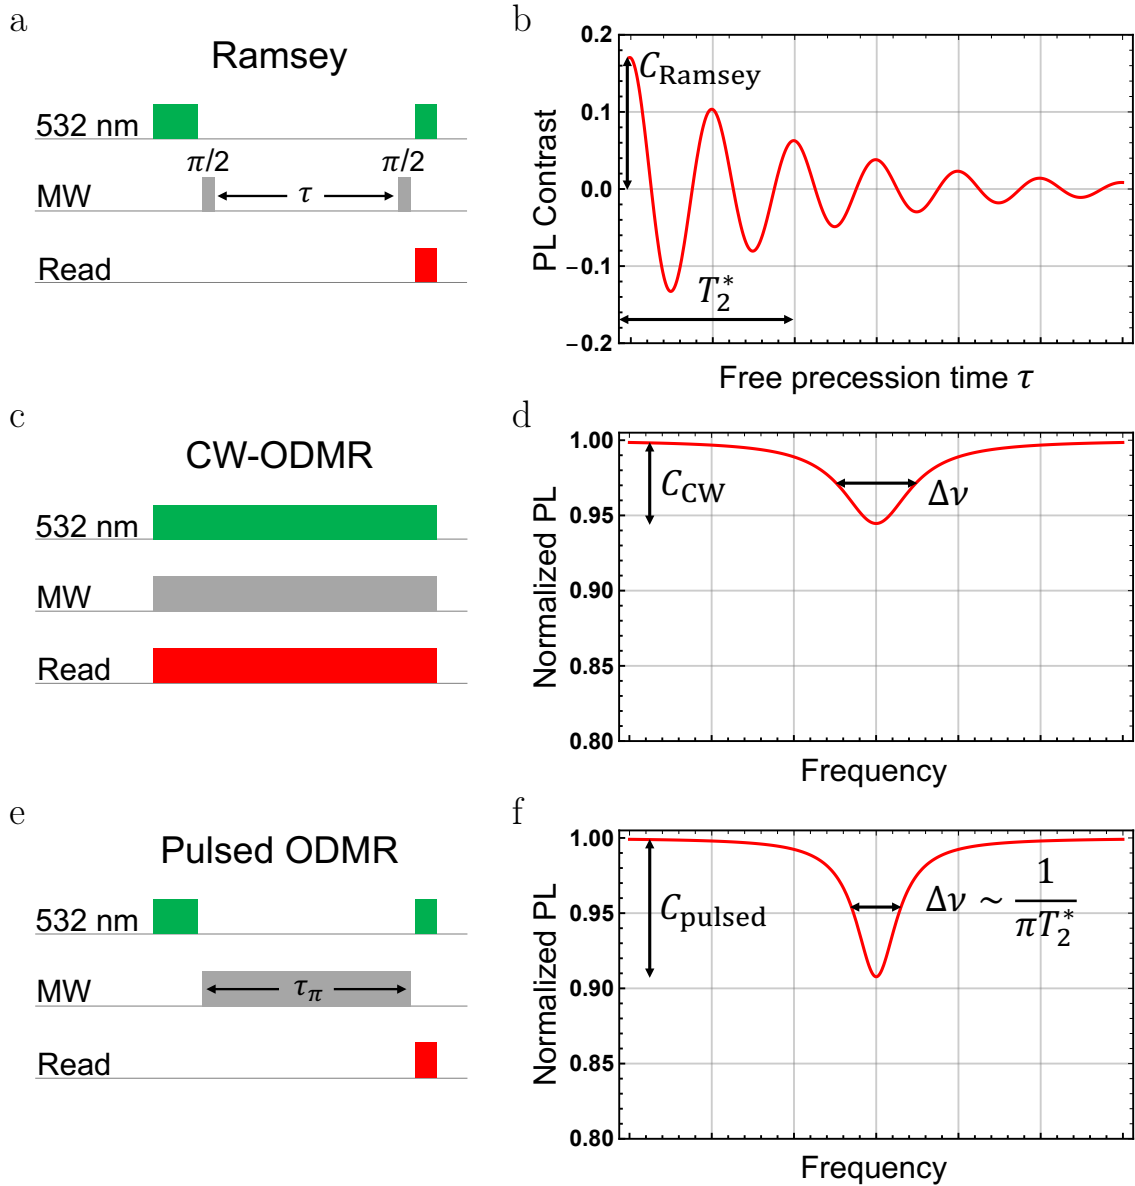 a
Ramsey
532 nm
π/2 π/2
MW
τ
Read
b
0.2
0.1
0.0
−0.1
−0.2
PL Contrast
C_Ramsey
T_2^*
Free precession time τ
c
CW-ODMR
532 nm
MW
Read
d
1.00
0.95
0.90
0.85
0.80
Normalized PL
C_CW
Δν
Frequency
e
Pulsed ODMR
532 nm
MW
τ_π
Read
f
1.00
0.95
0.90
0.85
0.80
Normalized PL
C_pulsed
Δν ~ 1/πT_2^*
Frequency